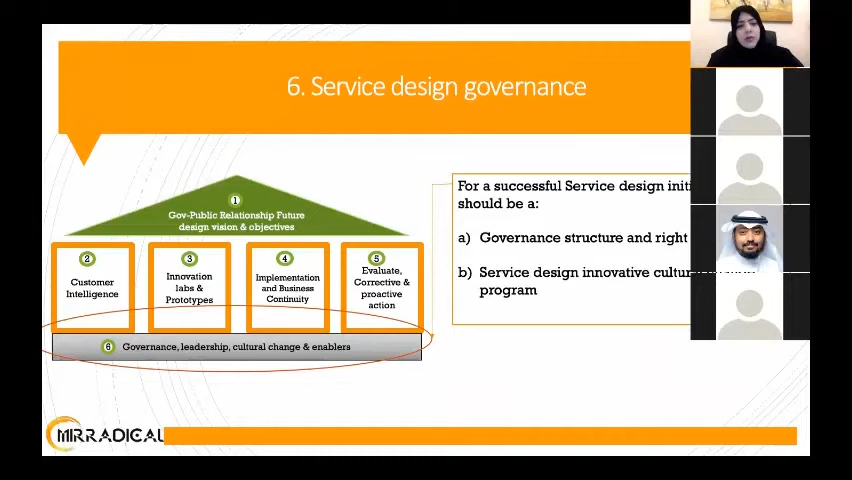 6. Service design governance
1
Gov-Public Relationship Future
design vision & objectives
2
Customer
Intelligence
3
Innovation
labs &
Prototypes
4
Implementation
and Business
Continuity
5
Evaluate,
Corrective &
proactive
action
6 Governance, leadership, cultural change & enablers
For a successful Service design
should be a:
a) Governance structure and right
b) Service design innovative
program
MIRRADICAL